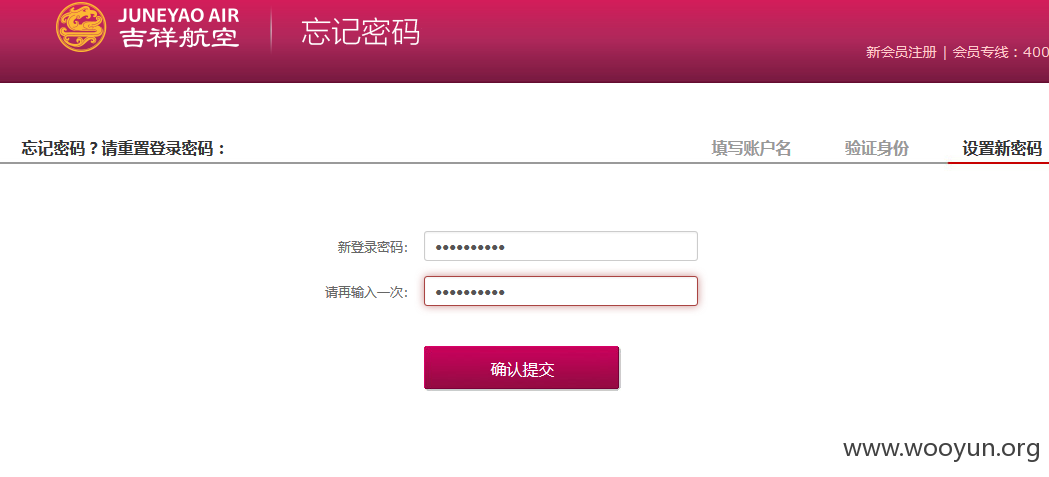 JUNEYAO AIR
吉祥航空
忘记密码
新会员注册 | 会员专线：400
忘记密码？请重置登录密码：
填写账户名 验证身份 设置新密码
新登录密码: ••••••••••
请再输入一次: ••••••••••
确认提交
www.wooyun.org